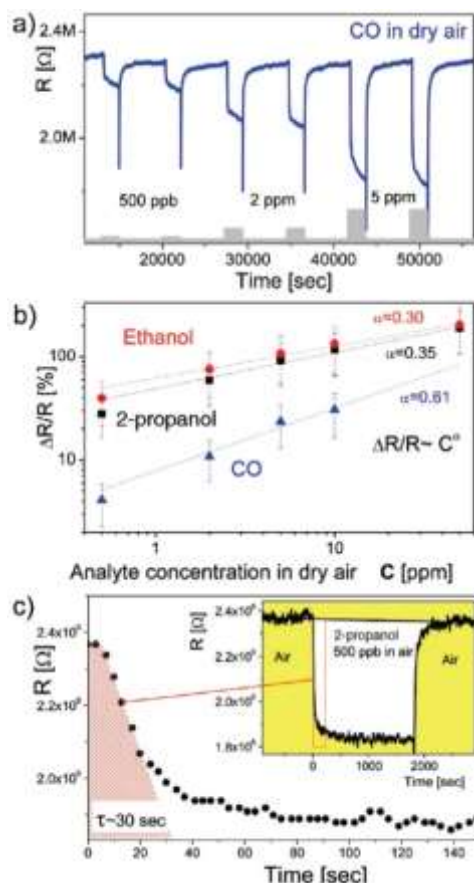 a)
CO in dry air
2.4M
R [Ω]
2.0M
500 ppb
2 ppm
5 ppm
20000 30000 40000 50000
Time [sec]
b)
Ethanol
α=0.30
100
α=0.35
ΔR/R [%]
2-propanol
α=0.61
10
CO
ΔR/R~ Cα
1 10
Analyte concentration in dry air C [ppm]
c)
2.4x10⁶
R [Ω]
2.2x10⁶
2.0x10⁶
τ~30 sec
0 20 40 60 80 100 120 140
Time [sec]
R [Ω]
2.4x10⁶
2-propanol
500 ppb in air
Air
Air
2.2x10⁶
2.0x10⁶
1.8x10⁶
0 1000 2000
Time [sec]